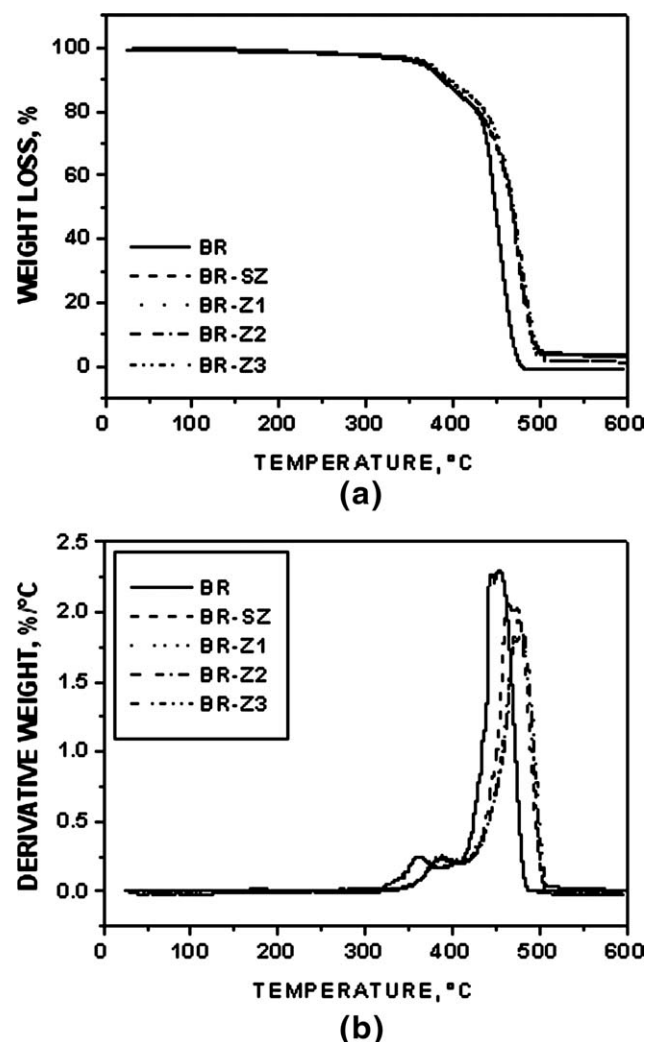 100
80
60
40
20
0
WEIGHT LOSS, %
BR
BR-SZ
BR-Z1
BR-Z2
BR-Z3
0 100 200 300 400 500 600
TEMPERATURE, °C
(a)
2.5
2.0
1.5
1.0
0.5
0.0
DERIVATIVE WEIGHT, %/°C
BR
BR-SZ
BR-Z1
BR-Z2
BR-Z3
0 100 200 300 400 500 600
TEMPERATURE, °C
(b)